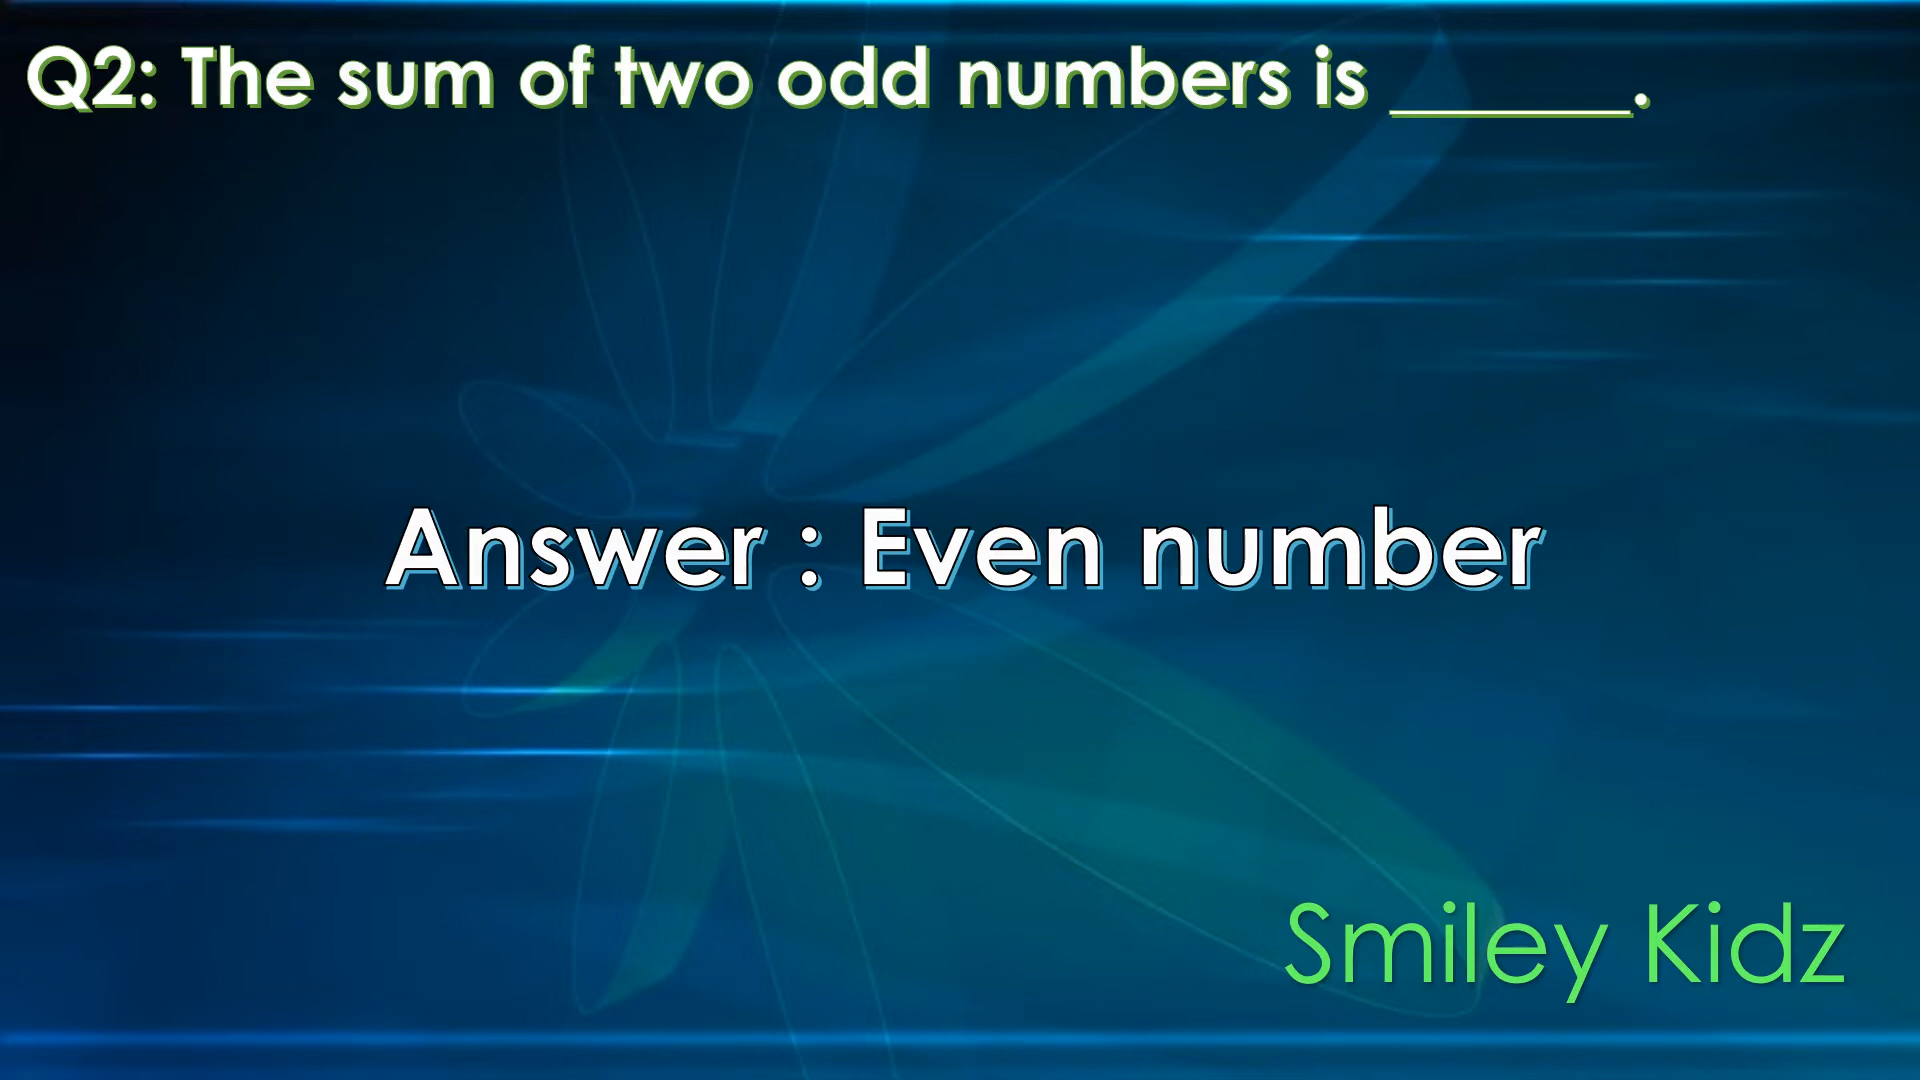 Q2: The sum of two odd numbers is ______.
Answer : Even number
Smiley Kidz